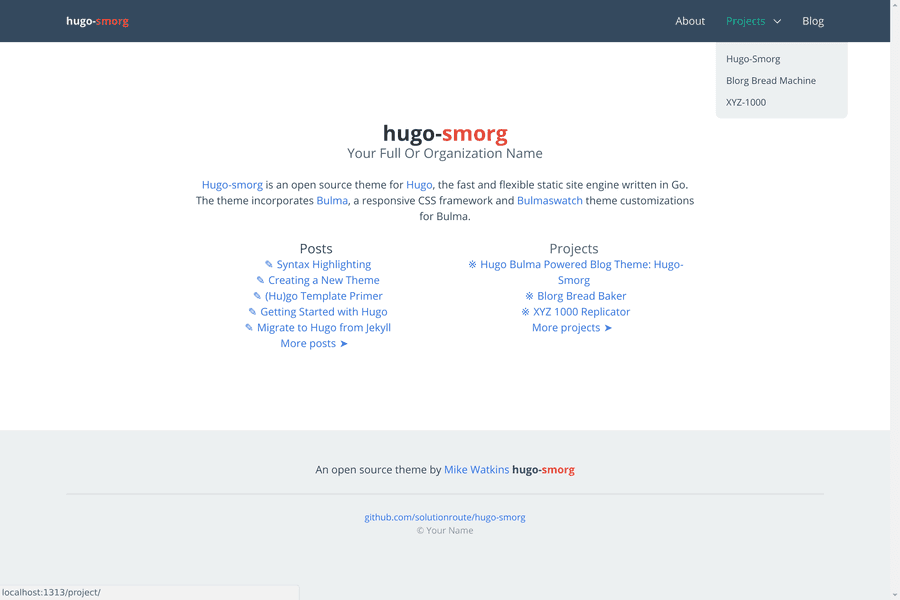 hugo-smorg
About Projects Blog
Hugo-Smorg
Blorg Bread Machine
XYZ-1000
hugo-smorg
Your Full Or Organization Name
Hugo-smorg is an open source theme for Hugo, the fast and flexible static site engine written in Go.
The theme incorporates Bulma, a responsive CSS framework and Bulmaswatch theme customizations
for Bulma.
Posts
✎ Syntax Highlighting
✎ Creating a New Theme
✎ (Hu)go Template Primer
✎ Getting Started with Hugo
✎ Migrate to Hugo from Jekyll
More posts ➤
Projects
※ Hugo Bulma Powered Blog Theme: Hugo-
Smorg
※ Blorg Bread Baker
※ XYZ 1000 Replicator
More projects ➤
An open source theme by Mike Watkins hugo-smorg
github.com/solutionroute/hugo-smorg
© Your Name
localhost:1313/project/